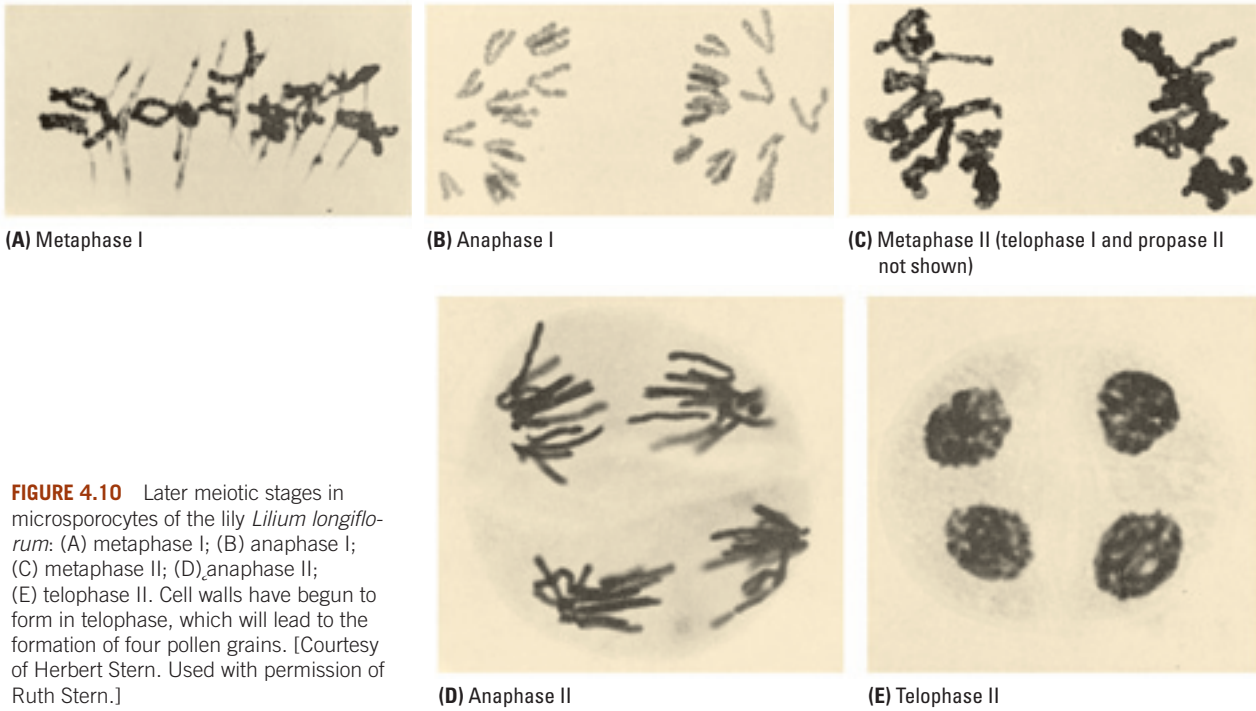 (A) Metaphase I
(B) Anaphase I
(C) Metaphase II (telophase I and propase II
not shown)
FIGURE 4.10 Later meiotic stages in
microsporocytes of the lily Lilium longiflo-
rum: (A) metaphase I; (B) anaphase I;
(C) metaphase II; (D) anaphase II;
(E) telophase II. Cell walls have begun to
form in telophase, which will lead to the
formation of four pollen grains. [Courtesy
of Herbert Stern. Used with permission of
Ruth Stern.]
(D) Anaphase II
(E) Telophase II